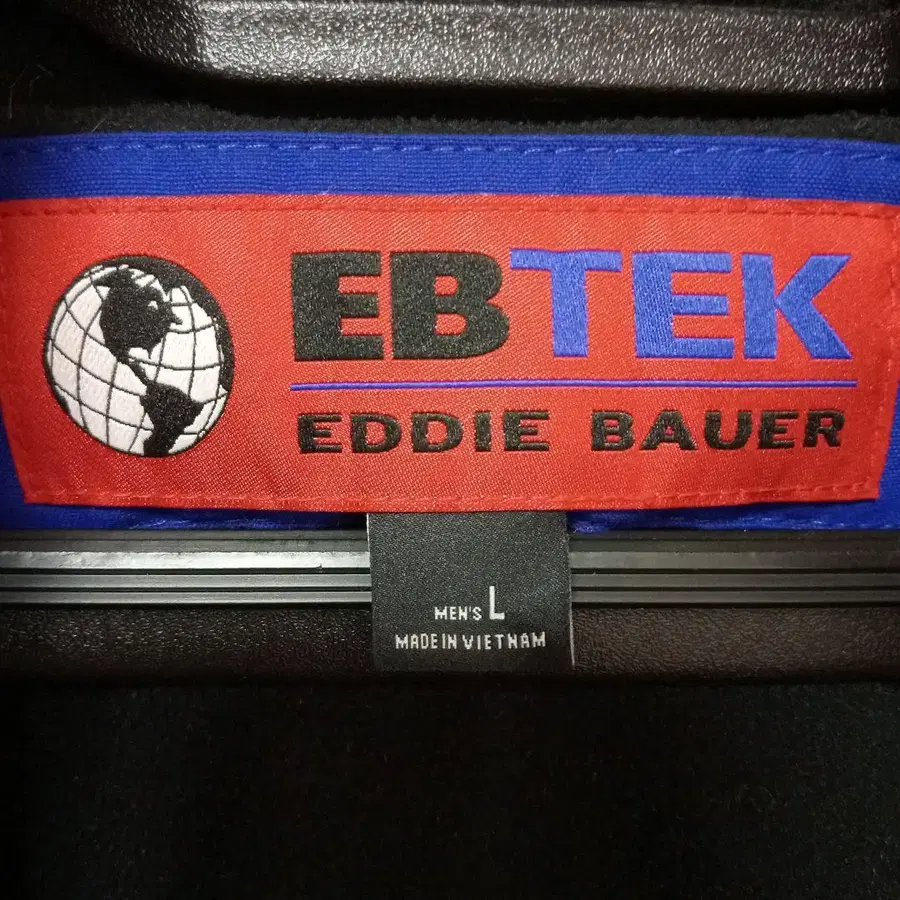 EBTEK
EDDIE BAUER
MEN'S L
MADE IN VIETNAM